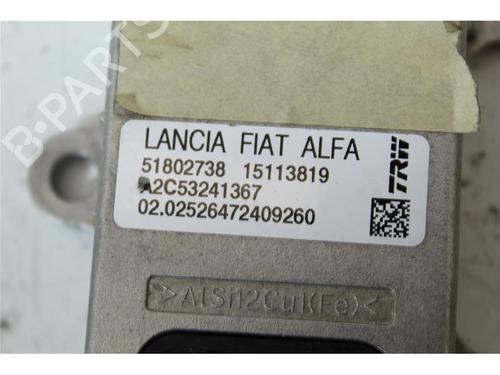 B-PARTS
LANCIA FIAT ALFA
51802738 15113819
A2C53241367
02.02526472409260
TRW
>AlSi12Cu1(Fe)<